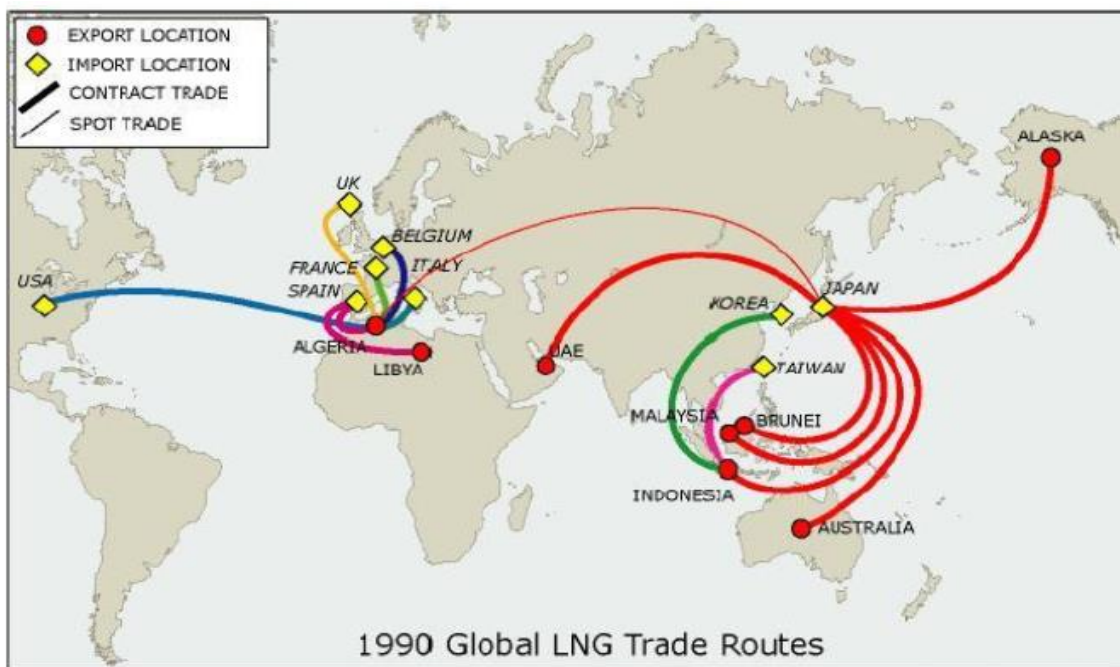 EXPORT LOCATION
IMPORT LOCATION
CONTRACT TRADE
SPOT TRADE
ALASKA
UK
BELGIUM
FRANCE
ITALY
USA
SPAIN
KOREA
JAPAN
ALGERIA
LIBYA
UAE
TAIWAN
MALAYSIA
BRUNEI
INDONESIA
AUSTRALIA
1990 Global LNG Trade Routes